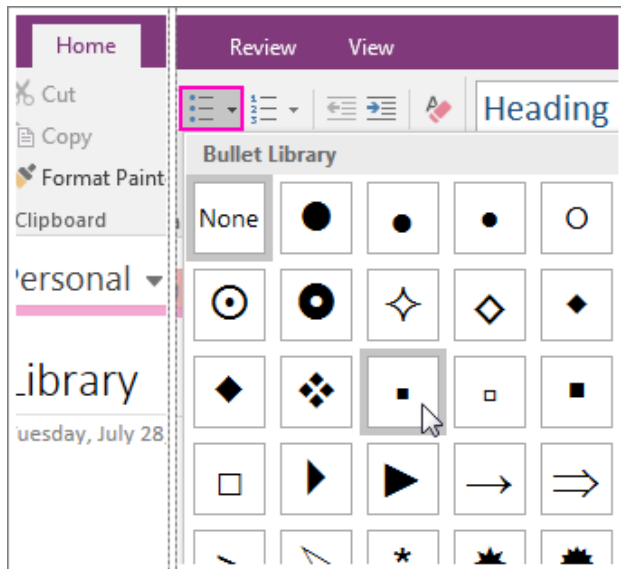 Home Review View
Cut
Copy
Format Paint
Clipboard
Heading
Bullet Library
None
ersonal
Library
uesday, July 28,